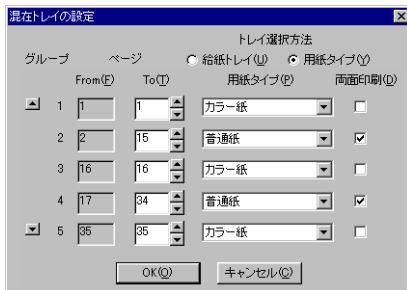 混在トレイの設定
トレイ選択方法
グループ ページ 給紙トレイ(U) 用紙タイプ(Y)
From(F) To(T) 用紙タイプ(P) 両面印刷(D)
1 1 1 カラー紙
2 2 15 普通紙
3 16 16 カラー紙
4 17 34 普通紙
5 35 35 カラー紙
OK(O) キャンセル(C)